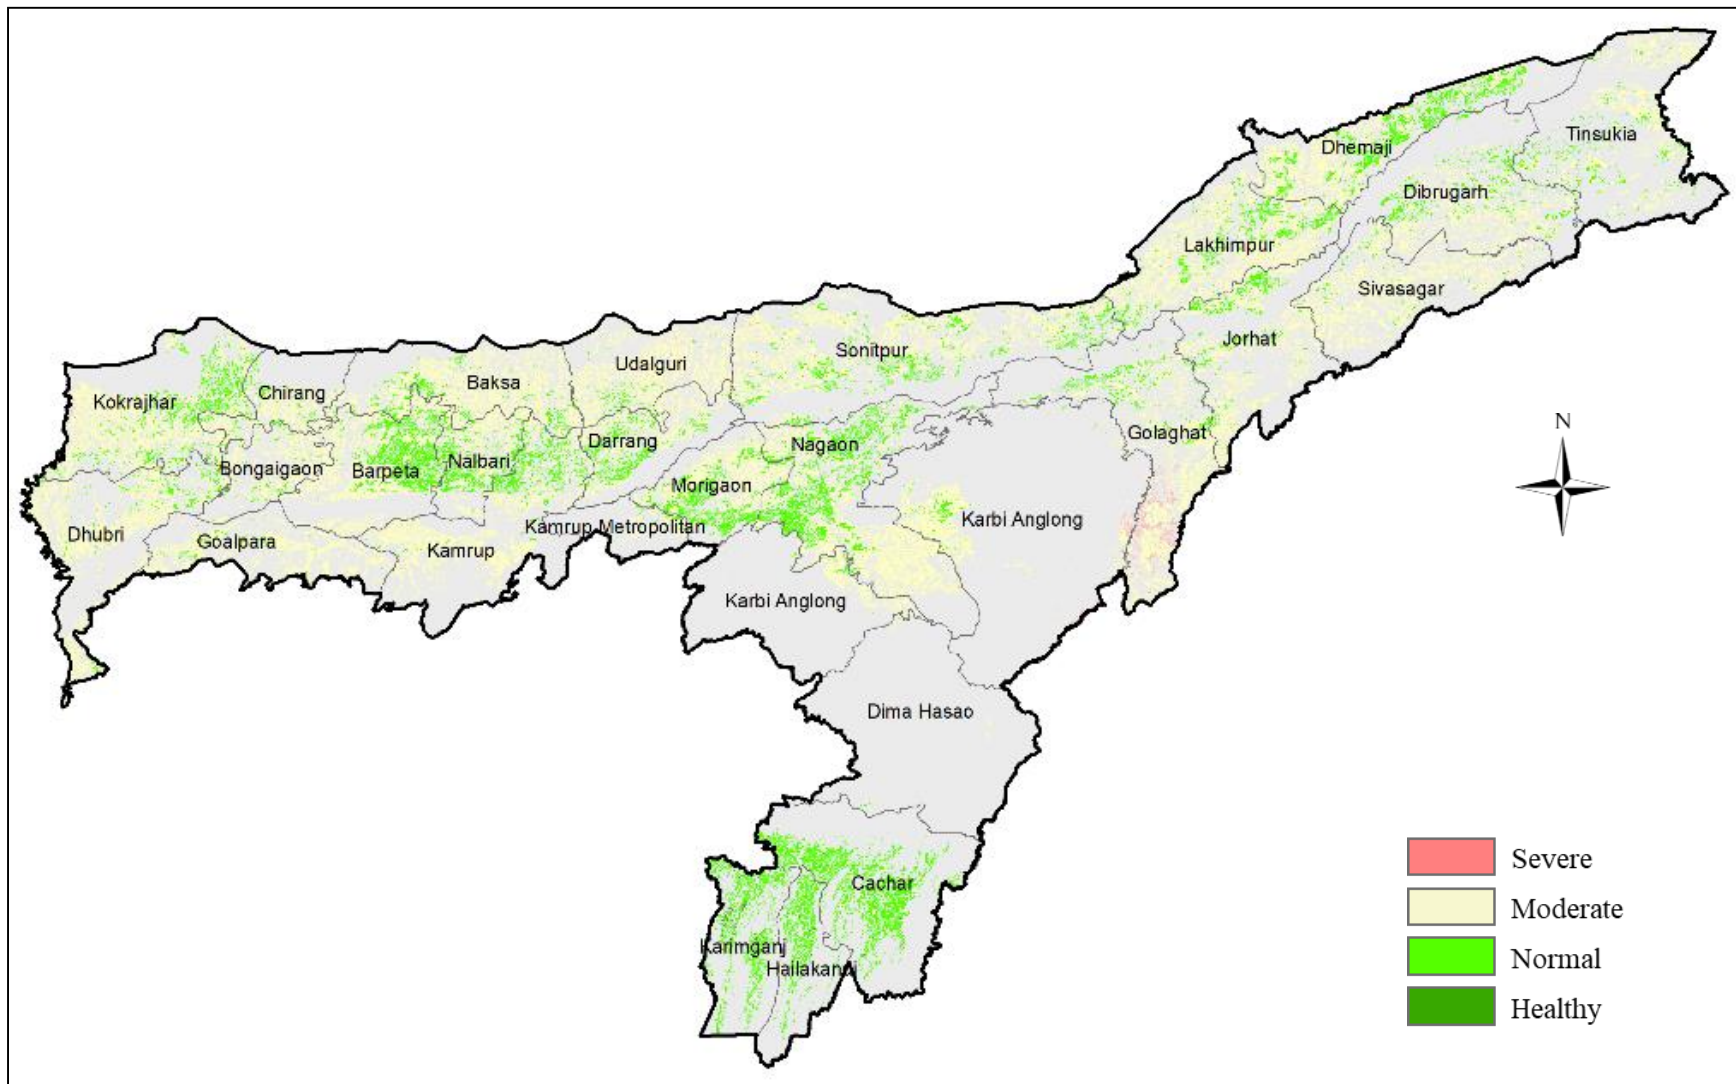 Tinsukia
Dhemaji
Dibrugarh
Lakhimpur
Sivasagar
Jorhat
Sonitpur
Udalguri
Baksa
Chirang
Kokrajhar
Darrang
Nagaon
Golaghat
N
Nalbari
Bongaigaon
Barpeta
Morigaon
Karbi Anglong
Kamrup Metropolitan
Dhubri
Goalpara
Kamrup
Karbi Anglong
Dima Hasao
Cachar
Karimganj
Hailakandi
Severe
Moderate
Normal
Healthy